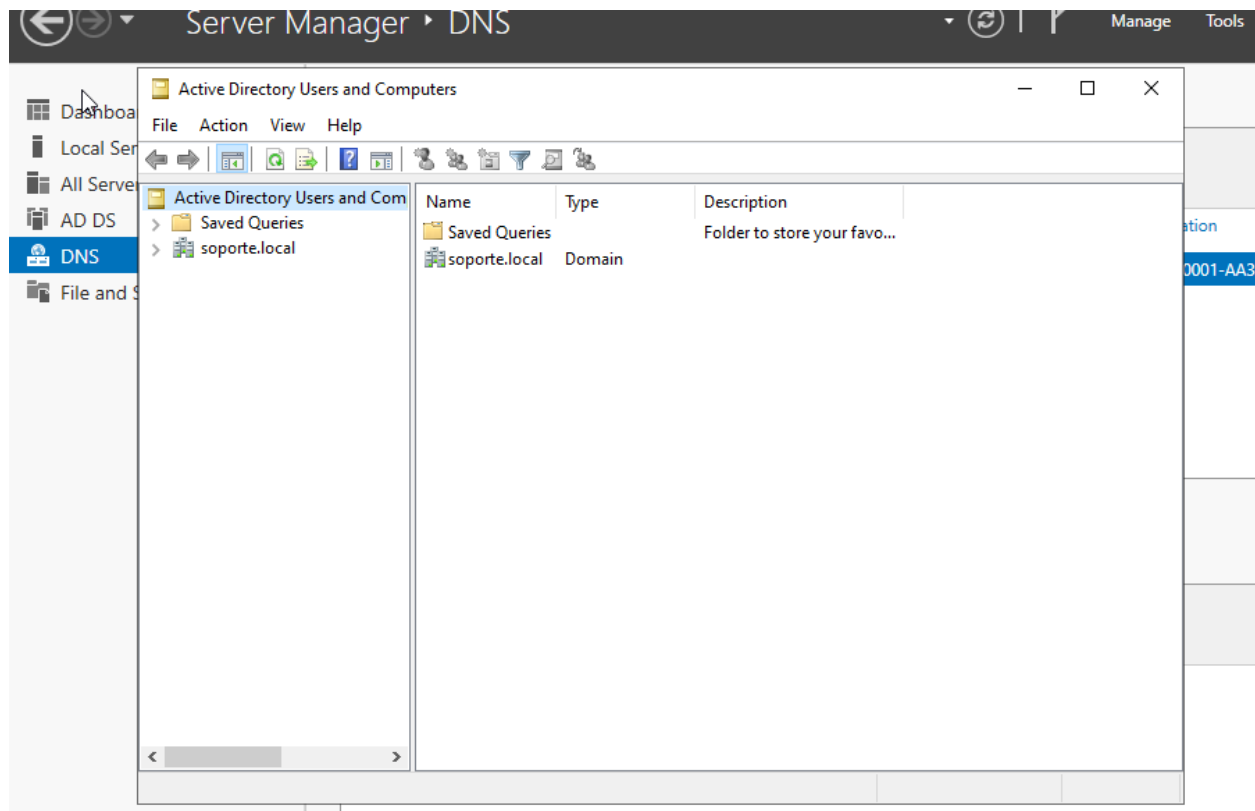 Server Manager ‣ DNS
Manage Tools
Active Directory Users and Computers
File Action View Help
Dashboa
Local Ser
All Server
AD DS
DNS
File and S
Active Directory Users and Com
Saved Queries
soporte.local
Name Type Description
Saved Queries Folder to store your favo...
soporte.local Domain
ation
0001-AA3